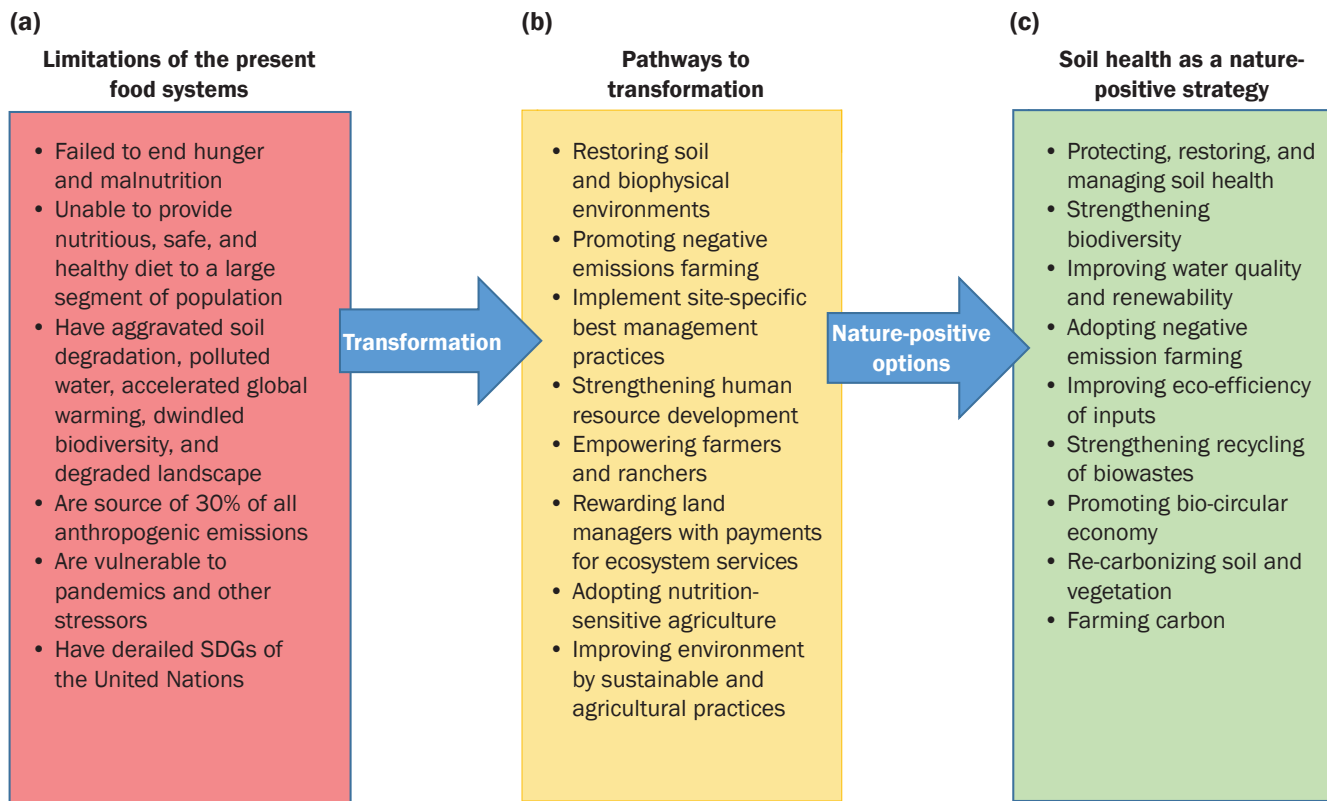 (a)
Limitations of the present
food systems
• Failed to end hunger
and malnutrition
• Unable to provide
nutritious, safe, and
healthy diet to a large
segment of population
• Have aggravated soil
degradation, polluted
water, accelerated global
warming, dwindled
biodiversity, and
degraded landscape
• Are source of 30% of all
anthropogenic emissions
• Are vulnerable to
pandemics and other
stressors
• Have derailed SDGs of
the United Nations
Transformation
(b)
Pathways to
transformation
• Restoring soil
and biophysical
environments
• Promoting negative
emissions farming
• Implement site-specific
best management
practices
• Strengthening human
resource development
• Empowering farmers
and ranchers
• Rewarding land
managers with payments
for ecosystem services
• Adopting nutrition-
sensitive agriculture
• Improving environment
by sustainable and
agricultural practices
Nature-positive
options
(c)
Soil health as a nature-
positive strategy
• Protecting, restoring, and
managing soil health
• Strengthening
biodiversity
• Improving water quality
and renewability
• Adopting negative
emission farming
• Improving eco-efficiency
of inputs
• Strengthening recycling
of biowastes
• Promoting bio-circular
economy
• Re-carbonizing soil and
vegetation
• Farming carbon